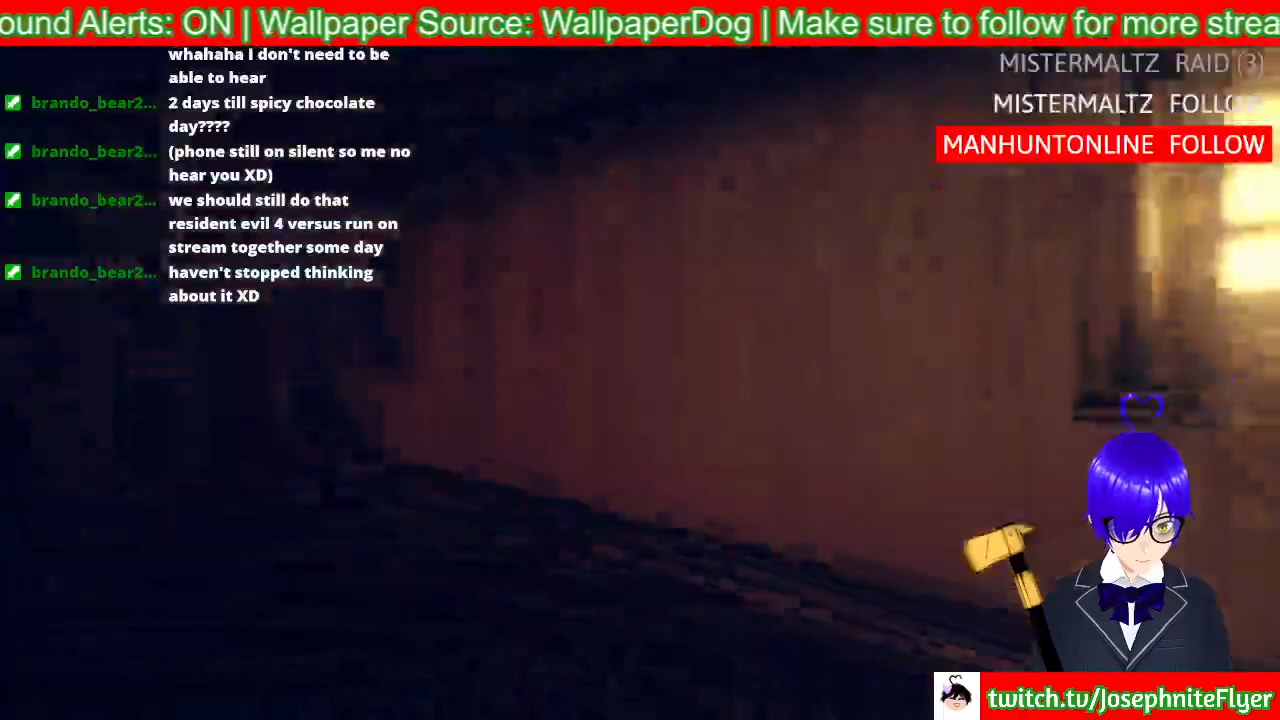 ound Alerts: ON | Wallpaper Source: WallpaperDog | Make sure to follow for more strea
whahaha I don't need to be
able to hear
brando_bear2... 2 days till spicy chocolate
day????
brando_bear2... (phone still on silent so me no
hear you XD)
brando_bear2... we should still do that
resident evil 4 versus run on
stream together some day
brando_bear2... haven't stopped thinking
about it XD
MISTERMALTZ RAID (3)
MISTERMALTZ FOLLOW
MANHUNTONLINE FOLLOW
twitch.tv/JosephniteFlyer